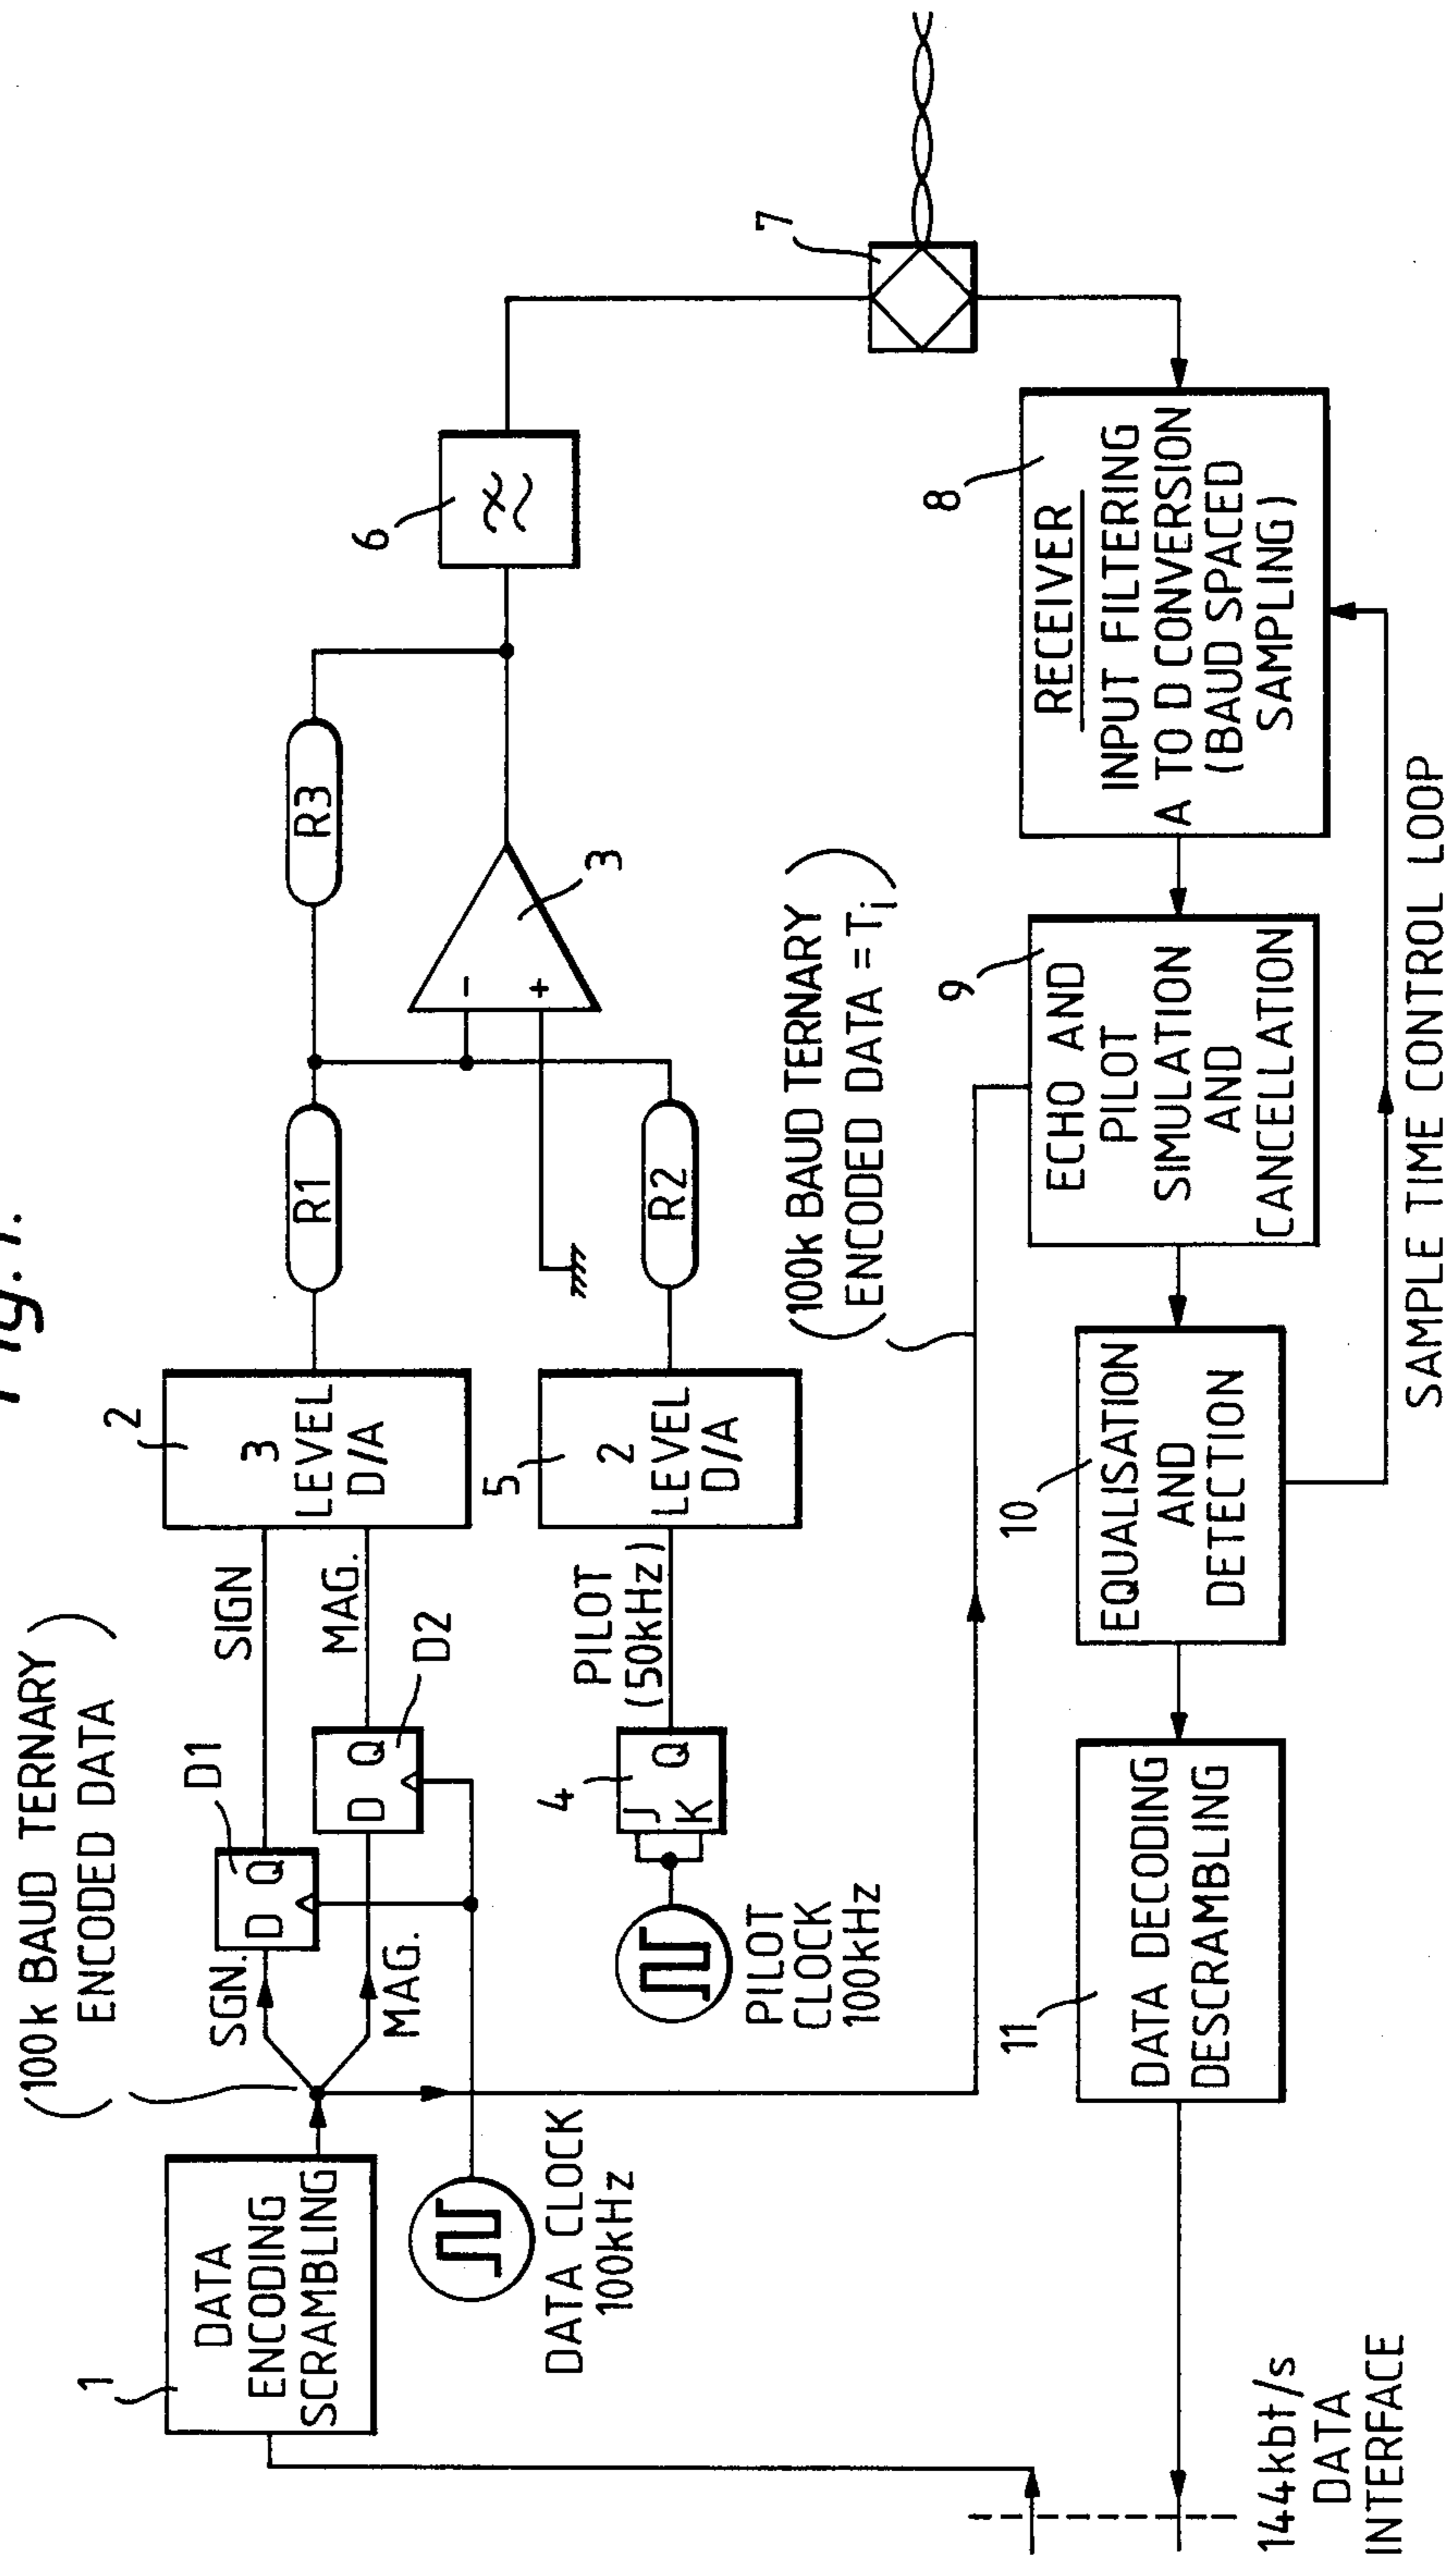 Fig. 1.
(100k BAUD TERNARY
ENCODED DATA)
1
DATA
ENCODING
SCRAMBLING
SGN.
MAG.
D1
D Q
D Q
D2
SIGN
MAG.
2
3
LEVEL
D/A
R1
R3
3
-
+
6
7
DATA CLOCK
100kHz
PILOT
CLOCK
100kHz
4
J Q
K
PILOT
(50kHz)
5
2
LEVEL
D/A
R2
(100k BAUD TERNARY
ENCODED DATA = Ti)
8
RECEIVER
INPUT FILTERING
A TO D CONVERSION
(BAUD SPACED
SAMPLING)
9
ECHO AND
PILOT
SIMULATION
AND
CANCELLATION
10
EQUALISATION
AND
DETECTION
11
DATA DECODING
DESCRAMBLING
SAMPLE TIME CONTROL LOOP
144kbt/s
DATA
INTERFACE